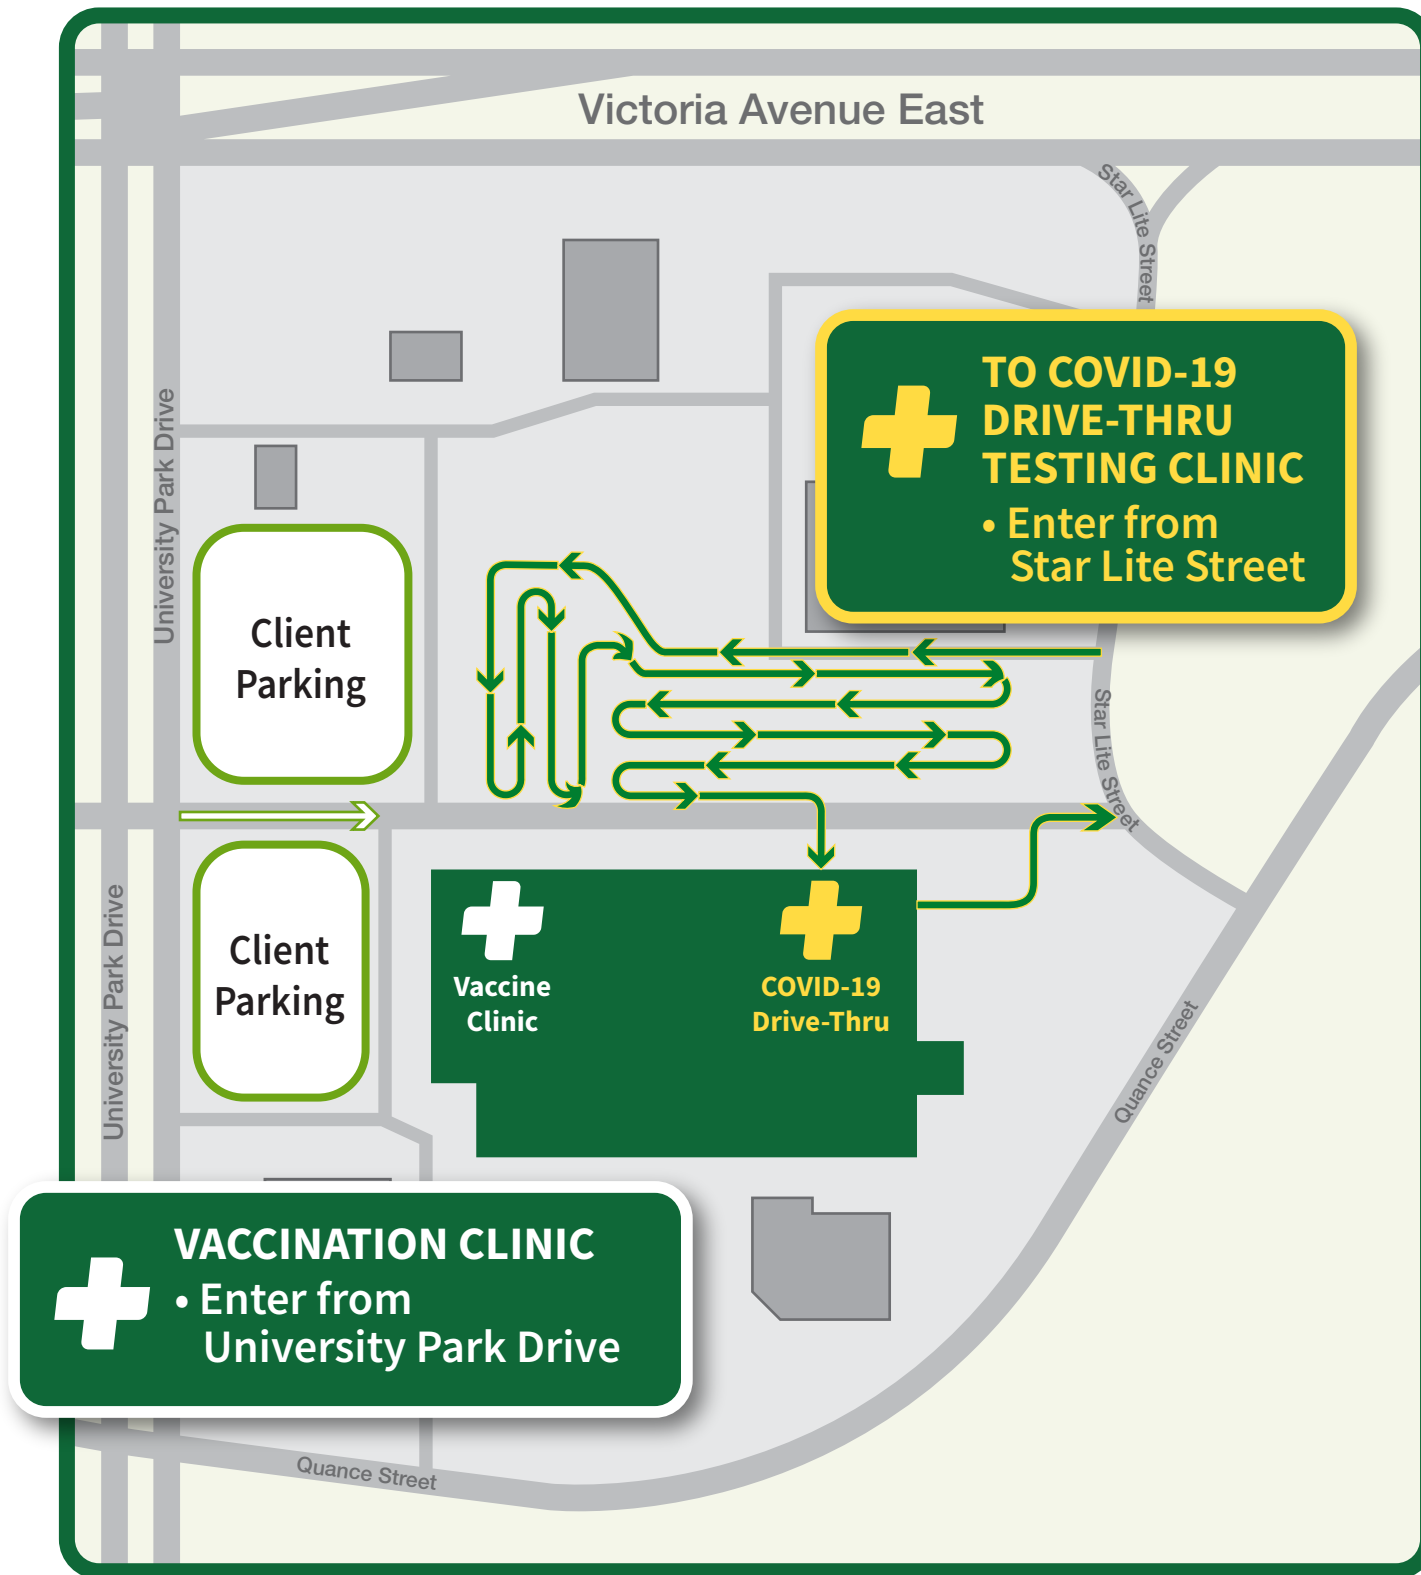 Victoria Avenue East
Star Lite Street
TO COVID-19
DRIVE-THRU
TESTING CLINIC
• Enter from
Star Lite Street
University Park Drive
Client
Parking
Star Lite Street
Client
Parking
University Park Drive
Vaccine
Clinic
COVID-19
Drive-Thru
Quance Street
VACCINATION CLINIC
• Enter from
University Park Drive
Quance Street